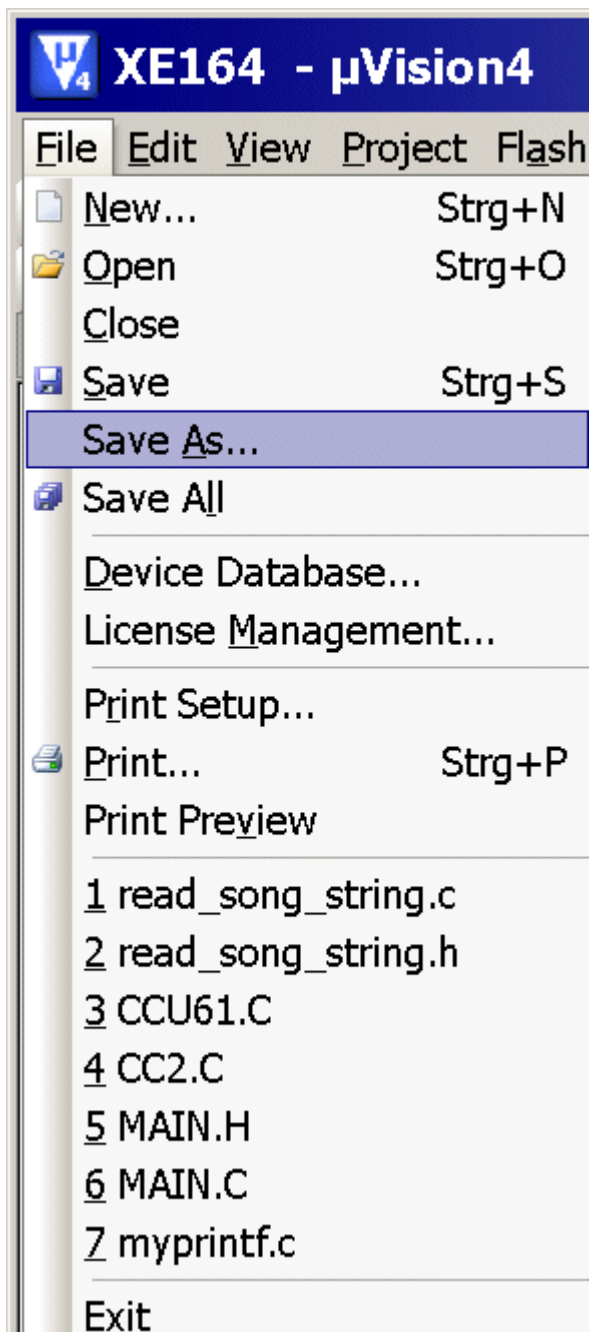 µ4 XE164 - µVision4
File Edit View Project Flash
New... Strg+N
Open Strg+O
Close
Save Strg+S
Save As...
Save All
Device Database...
License Management...
Print Setup...
Print... Strg+P
Print Preview
1 read_song_string.c
2 read_song_string.h
3 CCU61.C
4 CC2.C
5 MAIN.H
6 MAIN.C
7 myprintf.c
Exit